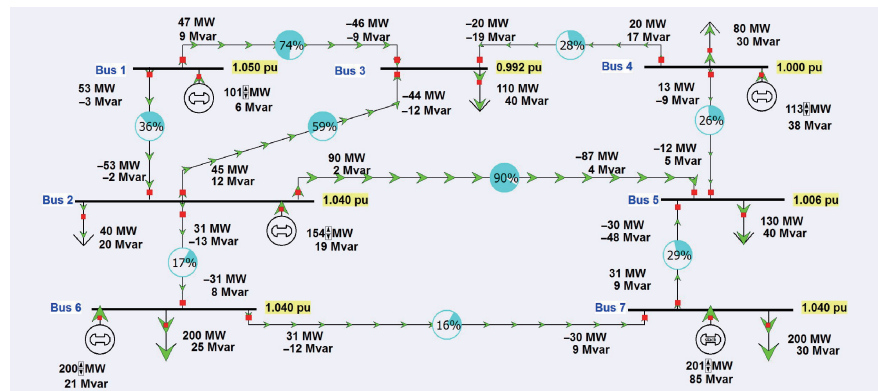 47 MW
9 Mvar
74%
–46 MW
–9 Mvar
–20 MW
–19 Mvar
28%
20 MW
17 Mvar
80 MW
30 Mvar
Bus 1
1.050 pu
Bus 3
0.992 pu
Bus 4
1.000 pu
53 MW
–3 Mvar
101 MW
6 Mvar
–44 MW
–12 Mvar
110 MW
40 Mvar
13 MW
–9 Mvar
113 MW
38 Mvar
36%
59%
26%
–53 MW
–2 Mvar
45 MW
12 Mvar
90 MW
2 Mvar
90%
–87 MW
4 Mvar
–12 MW
5 Mvar
Bus 2
1.040 pu
Bus 5
1.006 pu
40 MW
20 Mvar
31 MW
–13 Mvar
154 MW
19 Mvar
–30 MW
–48 Mvar
130 MW
40 Mvar
17%
29%
–31 MW
8 Mvar
31 MW
9 Mvar
Bus 6
1.040 pu
Bus 7
1.040 pu
200 MW
21 Mvar
200 MW
25 Mvar
31 MW
–12 Mvar
16%
–30 MW
9 Mvar
201 MW
85 Mvar
200 MW
30 Mvar